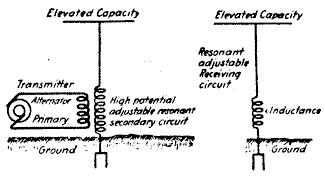 Elevated Capacity
Transmitter
Alternator
Primary
High potential
adjustable resonant
secondary circuit
Ground
Elevated Capacity
Resonant
adjustable
Receiving
circuit
Inductance
Ground